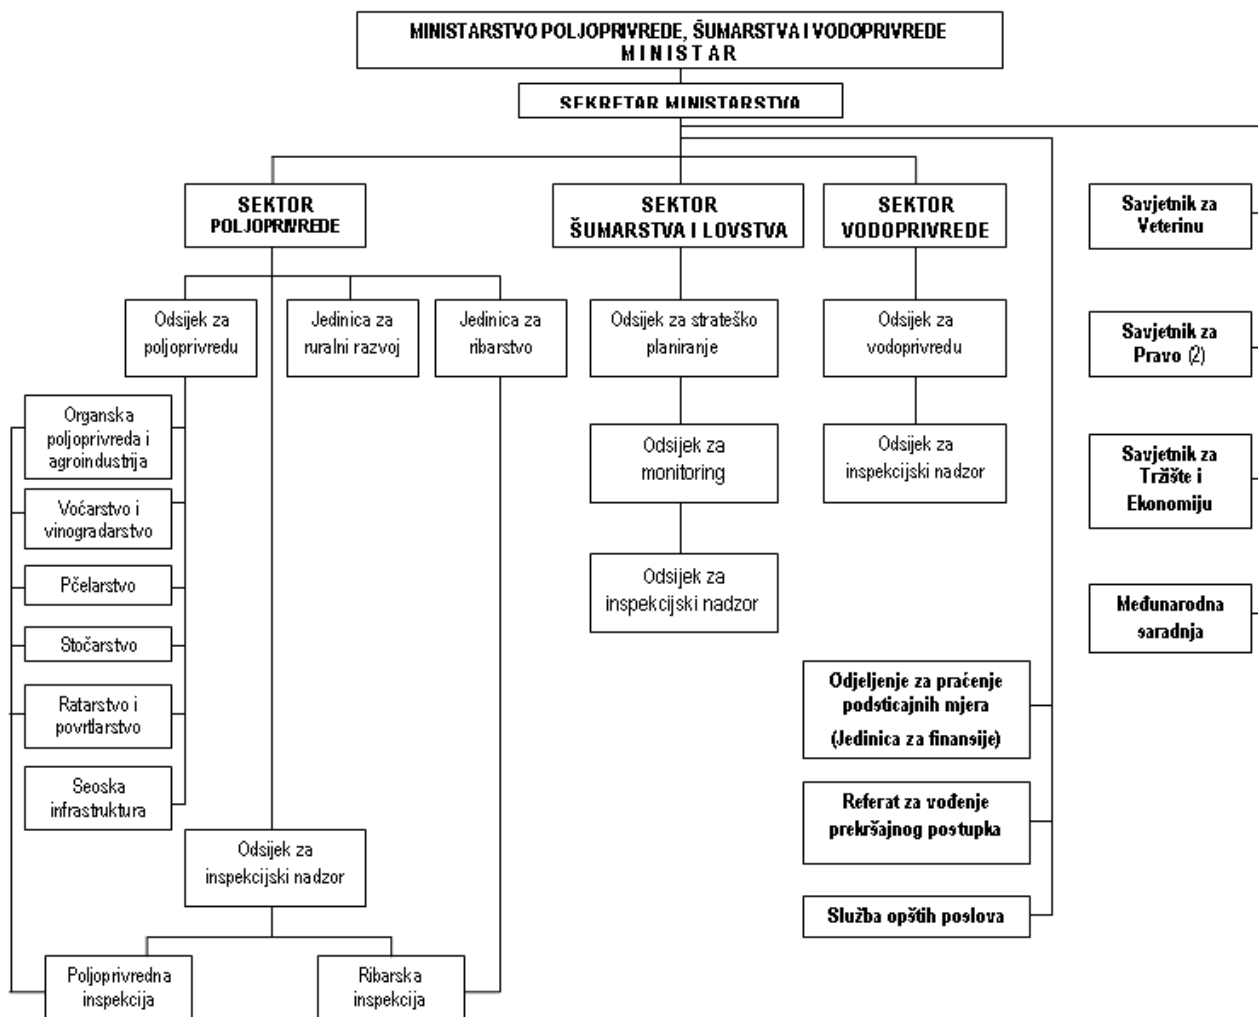 MINISTARSTVO POLJOPRIVREDE, ŠUMARSTVA I VODOPRIVREDE
M I N I S T A R
SEKRETAR MINISTARSTVA
SEKTOR
POLJOPRIVREDE
SEKTOR
ŠUMARSTVA I LOVSTVA
SEKTOR
VODOPRIVREDE
Savjetnik za
Veterinu
Odsijek za
poljoprivredu
Jedinica za
ruralni razvoj
Jedinica za
ribarstvo
Odsijek za strateško
planiranje
Odsijek za
vodoprivredu
Savjetnik za
Pravo (2)
Organska
poljoprivreda i
agroindustrija
Odsijek za
monitoring
Odsijek za
inspekcijski nadzor
Savjetnik za
Tržište i
Ekonomiju
Voćarstvo i
vinogradarstvo
Pčelarstvo
Odsijek za
inspekcijski nadzor
Međunarodna
saradnja
Stočarstvo
Ratarstvo i
povrtlarstvo
Odjeljenje za praćenje
podsticajnih mjera
(Jedinica za finansije)
Seoska
infrastruktura
Referat za vođenje
prekršajnog postupka
Odsijek za
inspekcijski nadzor
Služba opštih poslova
Poljoprivredna
inspekcija
Ribarska
inspekcija